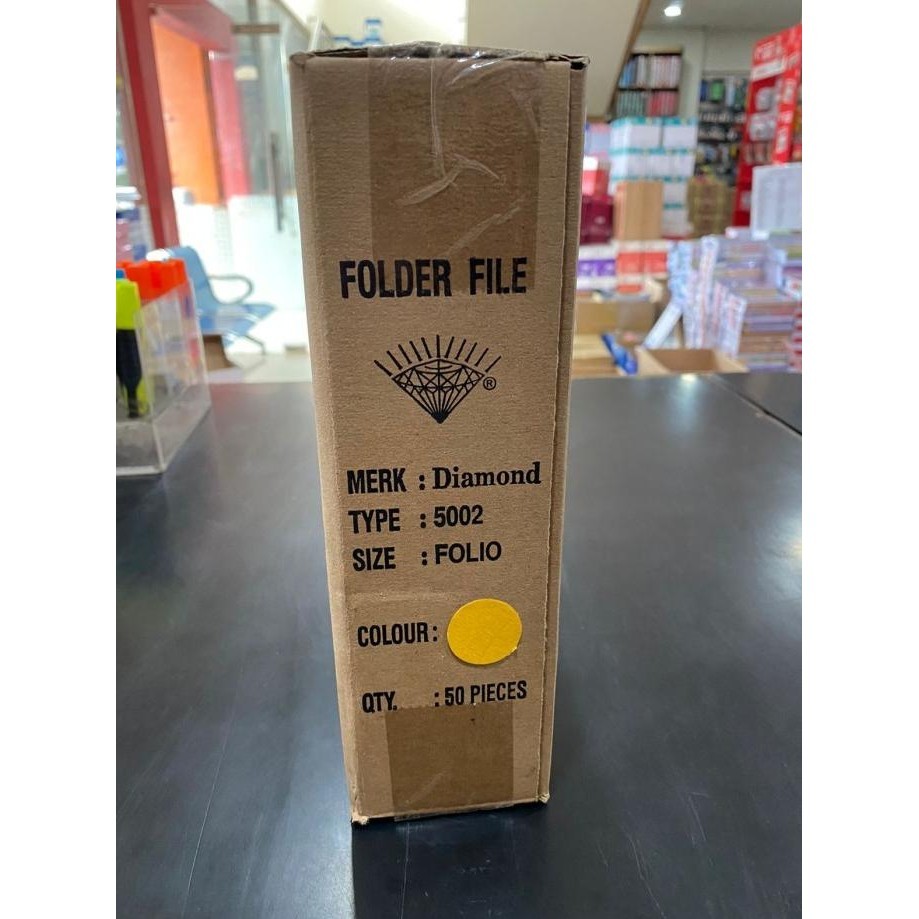 FOLDER FILE
®
MERK : Diamond
TYPE : 5002
SIZE : FOLIO
COLOUR :
QTY. : 50 PIECES